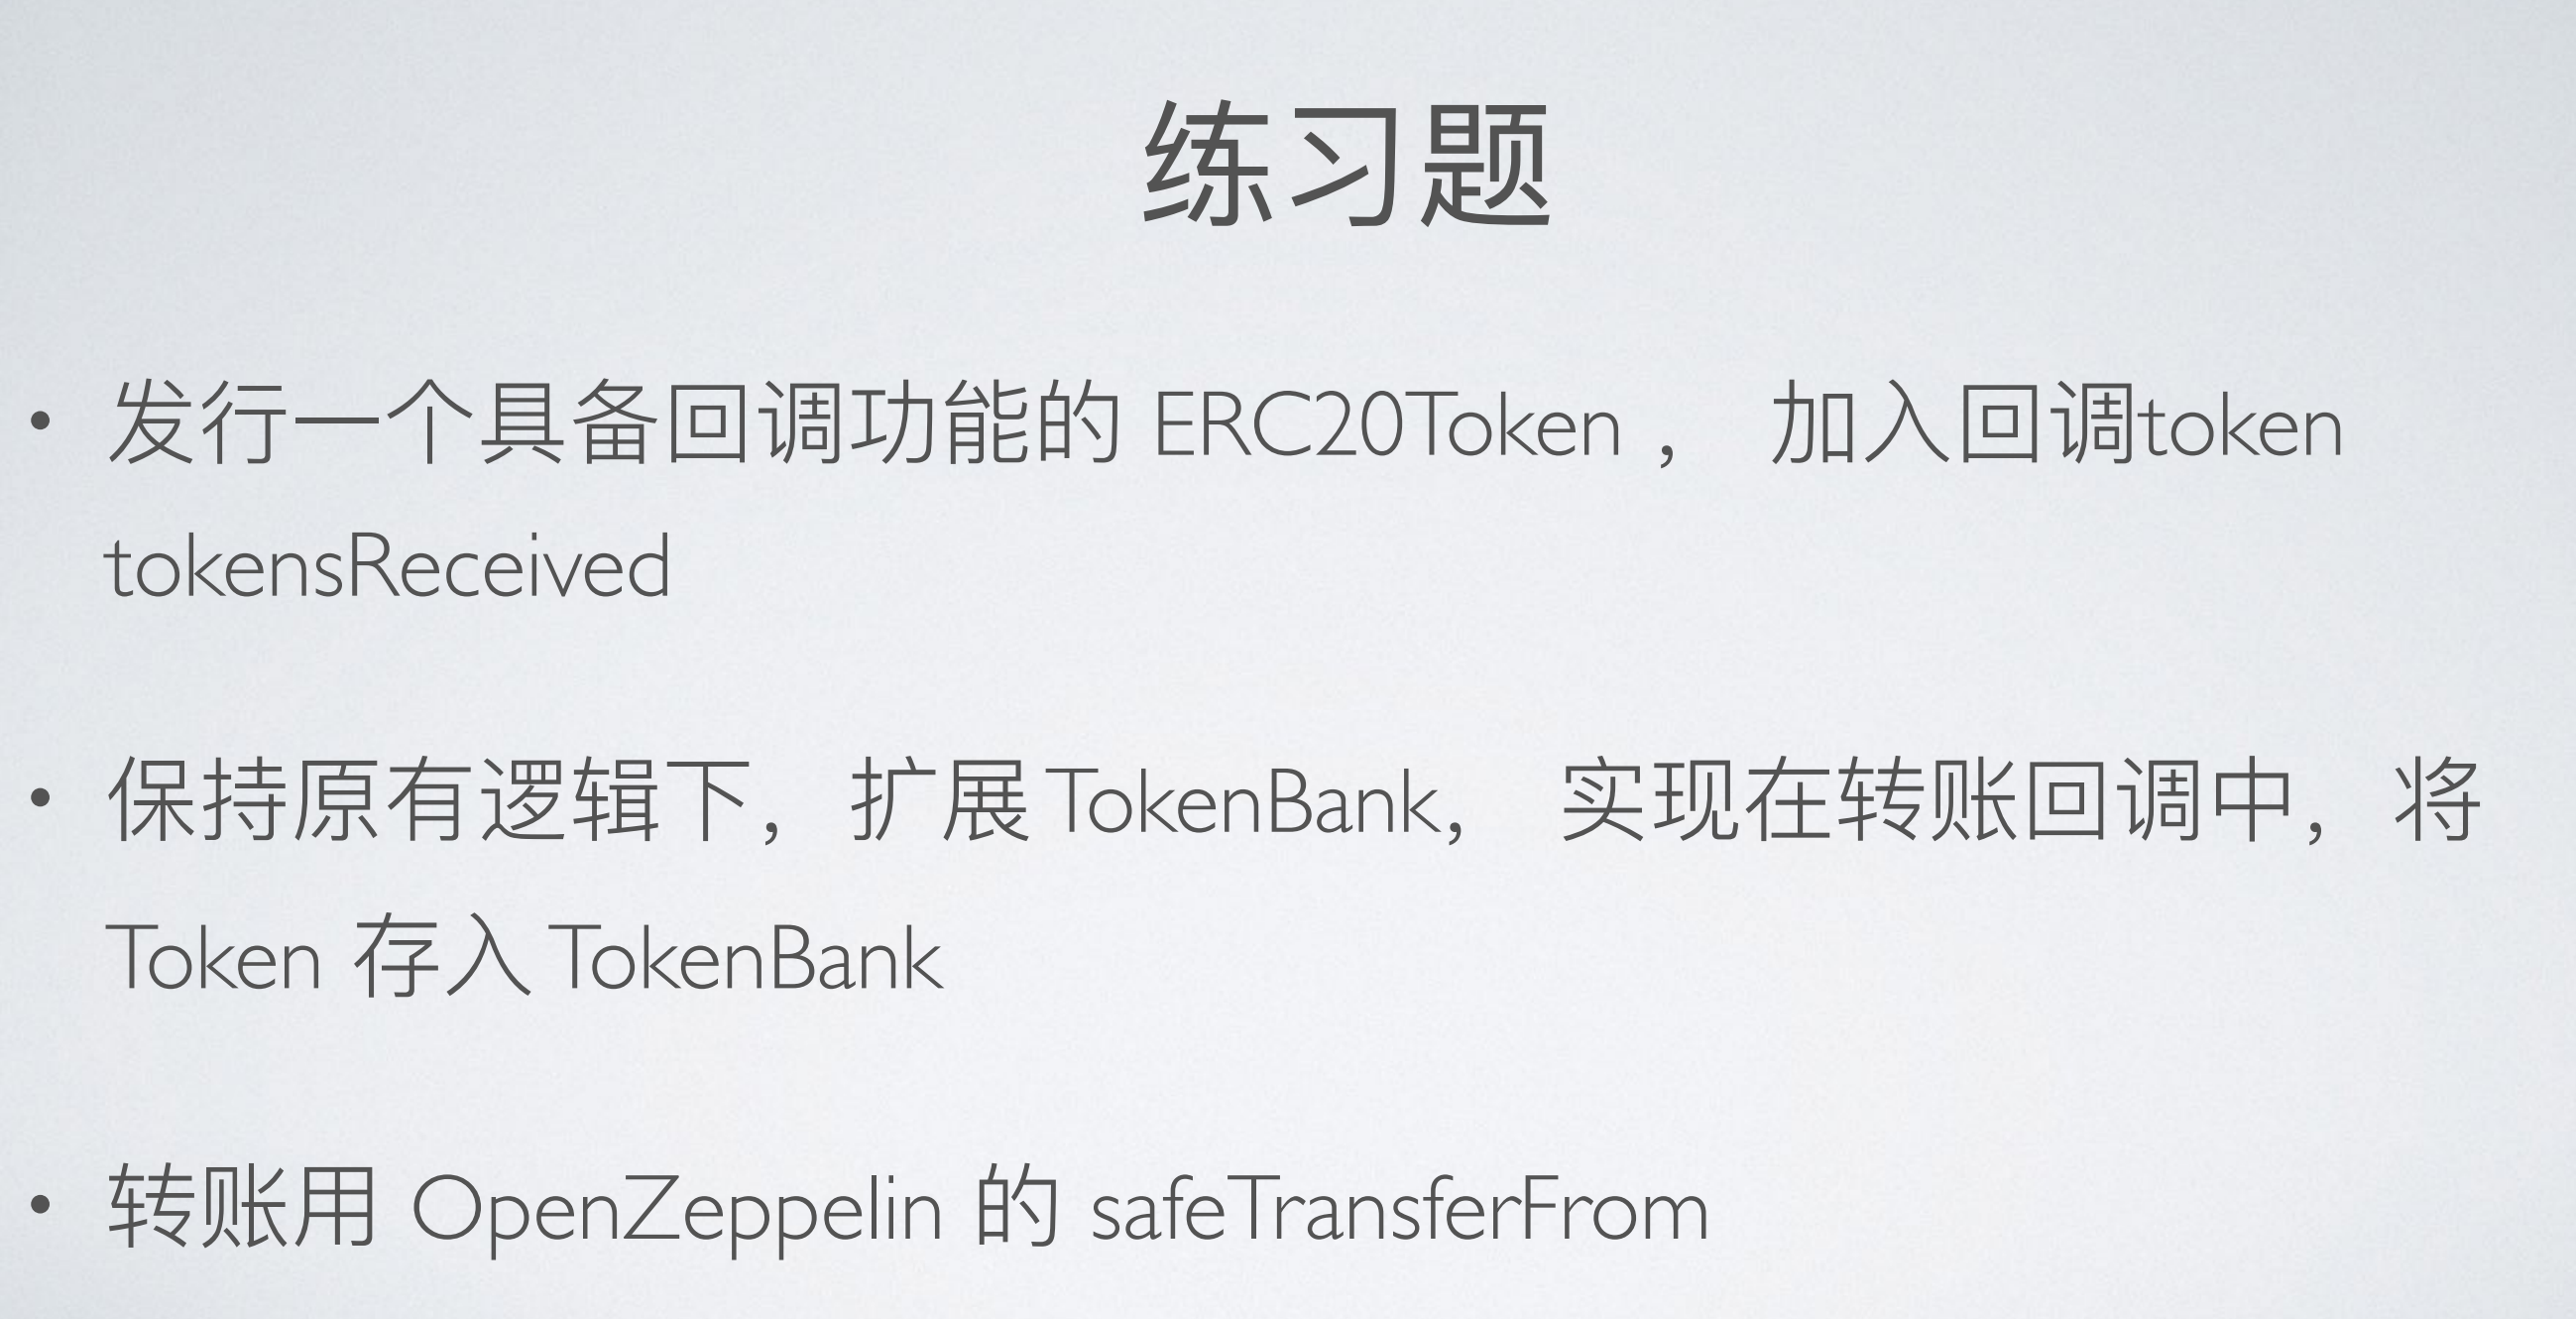 练习题
• 发行一个具备回调功能的 ERC20Token ， 加入回调token
tokensReceived
• 保持原有逻辑下， 扩展 TokenBank， 实现在转账回调中，将
Token 存入 TokenBank
• 转账用 OpenZeppelin 的 safeTransferFrom